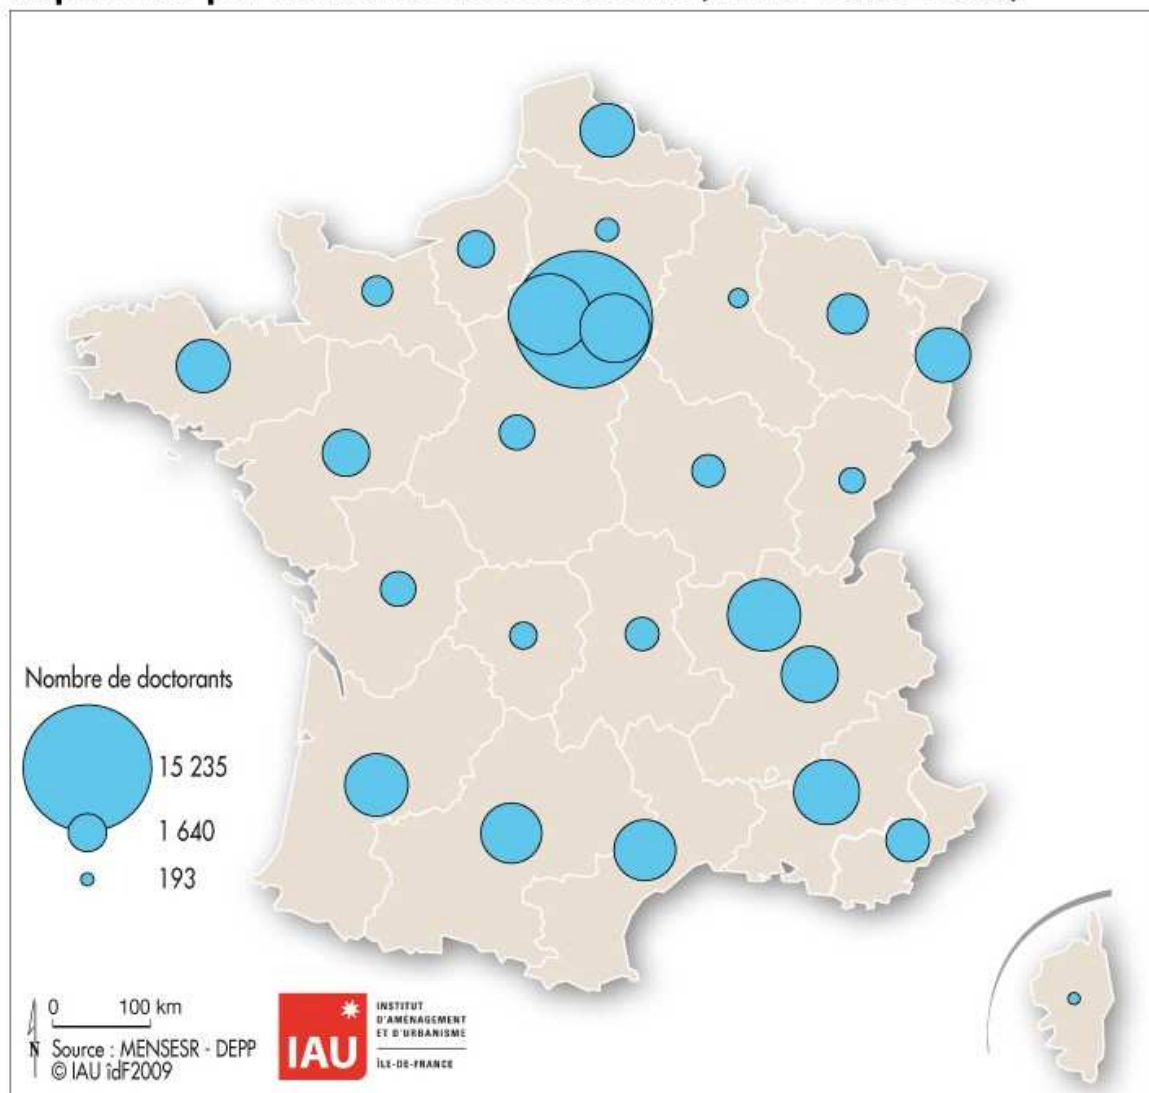 Nombre de doctorants
15 235
1 640
193
0 100 km
N
Source : MENSESR - DEPP
© IAU îdF2009
IAU
INSTITUT
D'AMÉNAGEMENT
ET D'URBANISME
ÎLE-DE-FRANCE